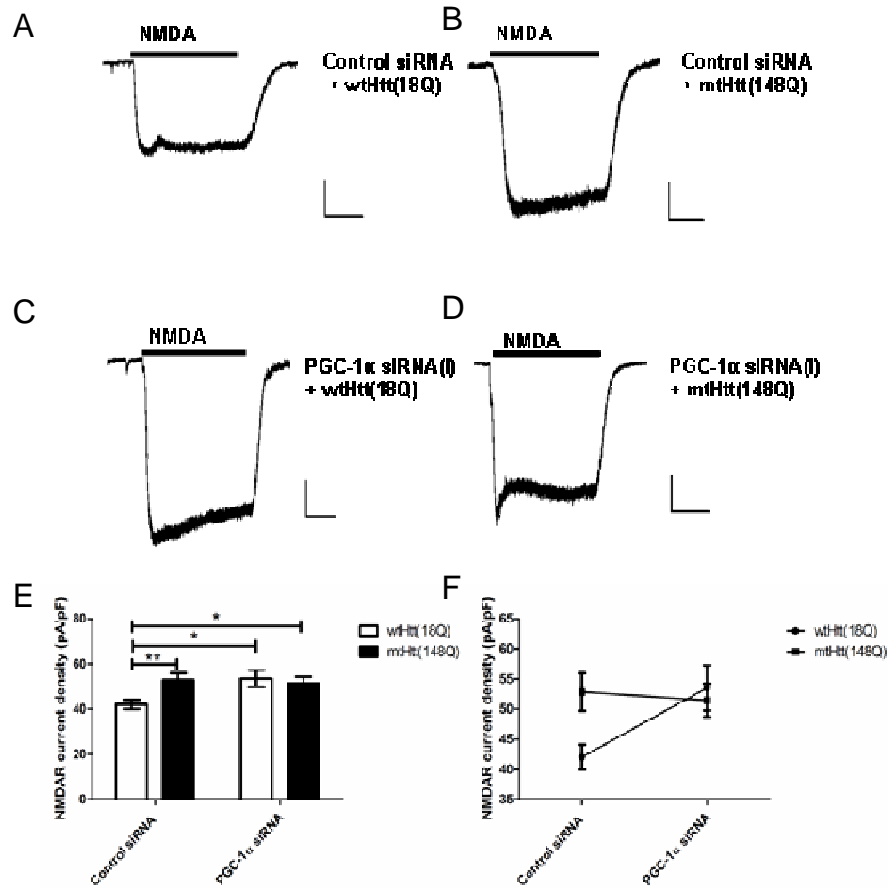 A
NMDA
Control siRNA
+ wtHtt(18Q)
B
NMDA
Control siRNA
+ mtHtt(148Q)
C
NMDA
PGC-1α siRNA(I)
+ wtHtt(18Q)
D
NMDA
PGC-1α siRNA(I)
+ mtHtt(148Q)
E
NMDAR current density (pA/pF)
80
60
40
20
0
*
*
**
wtHtt(18Q)
mtHtt(148Q)
Control siRNA
PGC-1α siRNA
F
NMDAR current density (pA/pF)
65
60
55
50
45
40
35
wtHtt(18Q)
mtHtt(148Q)
Control siRNA
PGC-1α siRNA